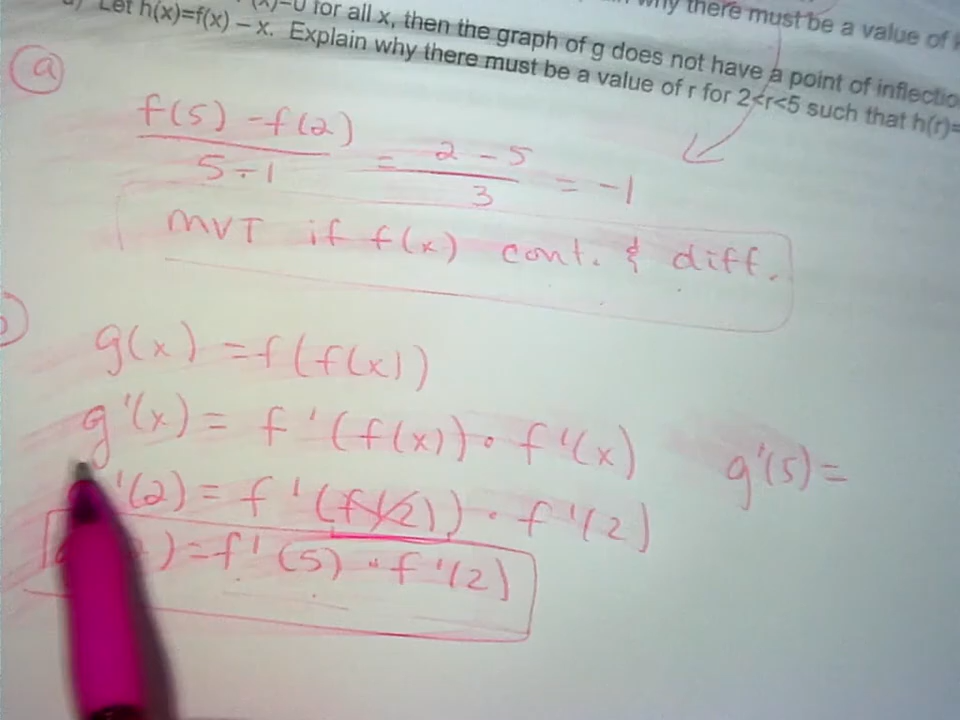 why there must be a value of
Let h(x)=f(x) – x. Explain why there must be a value of r for 2<r<5 such that h(r)=
for all x, then the graph of g does not have a point of inflectio
a
f(5) - f(2)
5 - 1
= 2 - 5
3
= -1
MVT if f(x) cont. & diff.
g(x) = f(f(x))
g'(x) = f'(f(x)) · f'(x)
g'(5) =
'(2) = f'(f(2)) · f'(2)
) = f'(5) · f'(2)